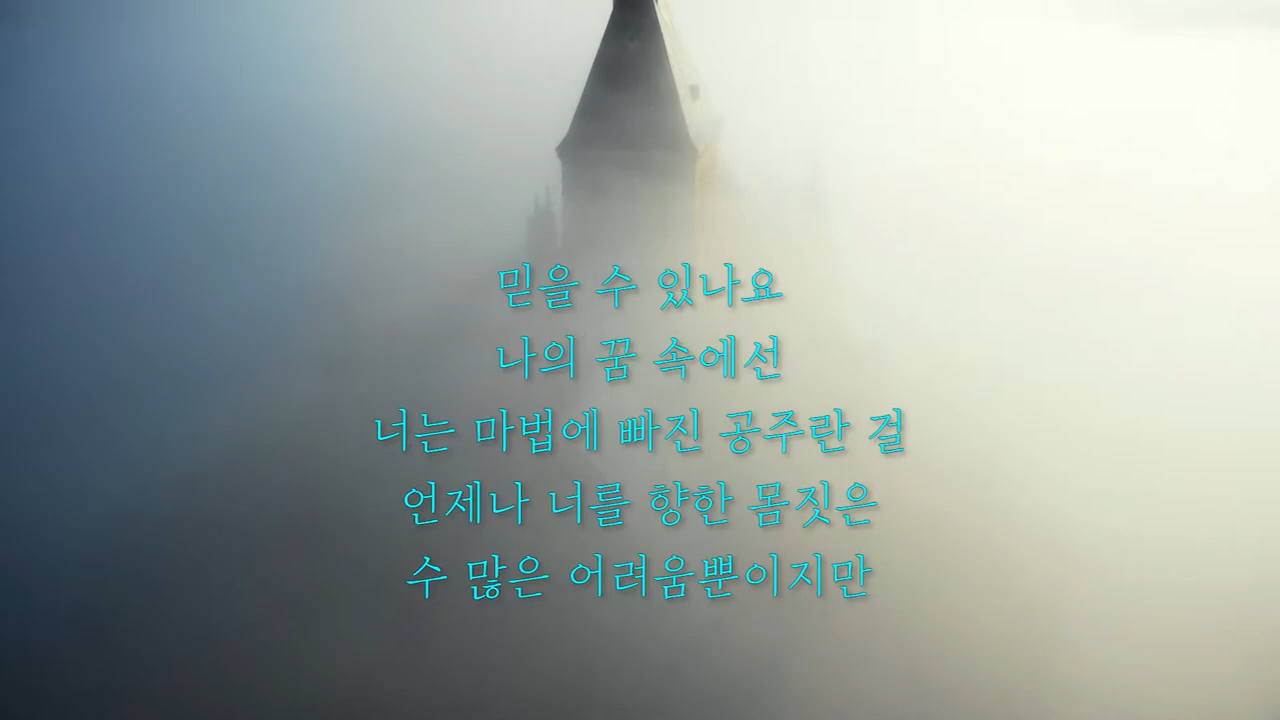 믿을 수 있나요
나의 꿈 속에선
너는 마법에 빠진 공주란 걸
언제나 너를 향한 몸짓은
수 많은 어려움뿐이지만